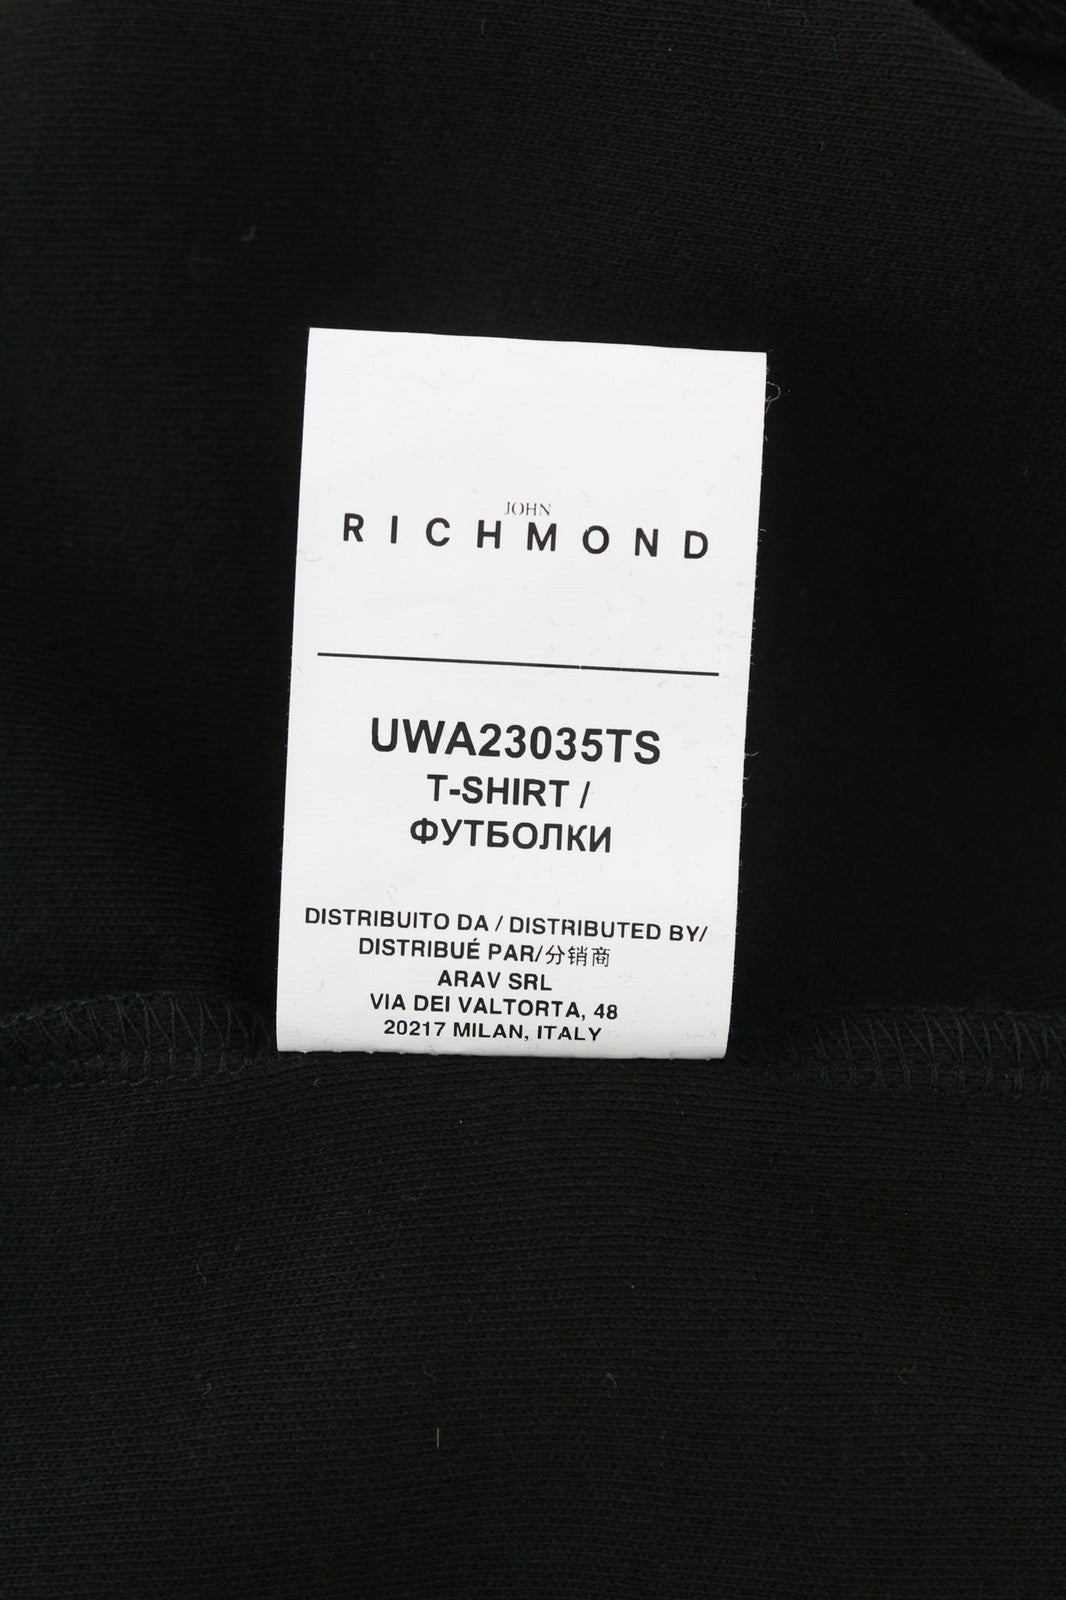 JOHN
RICHMOND
UWA23035TS
T-SHIRT /
ФУТБОЛКИ
DISTRIBUITO DA / DISTRIBUTED BY/
DISTRIBUÉ PAR/分销商
ARAV SRL
VIA DEI VALTORTA, 48
20217 MILAN, ITALY